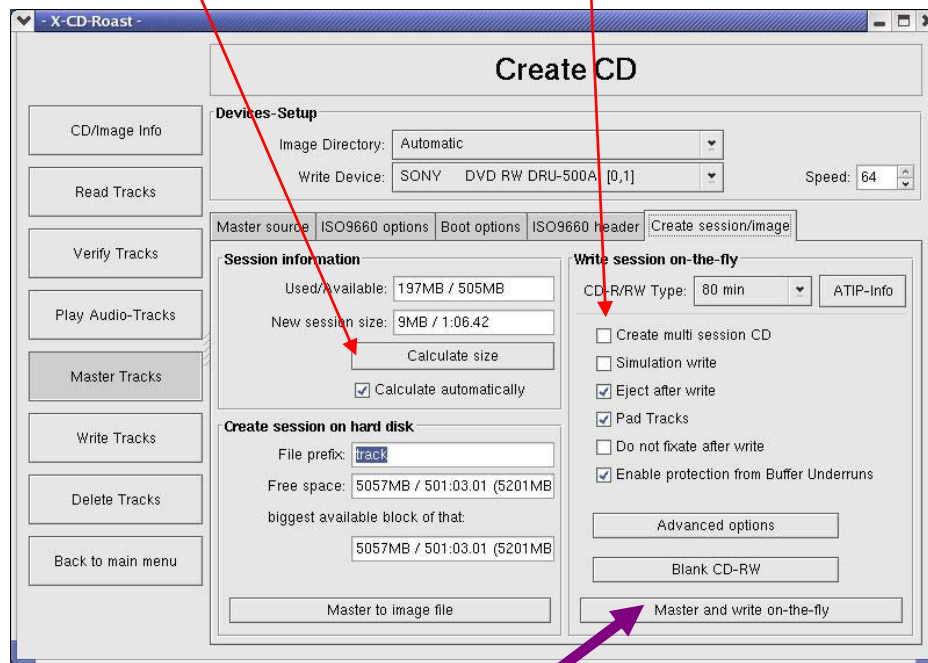 - X-CD-Roast -
Create CD
CD/Image Info
Read Tracks
Verify Tracks
Play Audio-Tracks
Master Tracks
Write Tracks
Delete Tracks
Back to main menu
Devices-Setup
Image Directory: Automatic
Write Device: SONY DVD RW DRU-500A [0,1] Speed: 64
Master source ISO9660 options Boot options ISO9660 header Create session/image
Session information
Used/Available: 197MB / 505MB
New session size: 9MB / 1:06.42
Calculate size
Calculate automatically
Create session on hard disk
File prefix: track
Free space: 5057MB / 501:03.01 (5201MB
biggest available block of that:
5057MB / 501:03.01 (5201MB
Master to image file
Write session on-the-fly
CD-R/RW Type: 80 min ATIP-Info
Create multi session CD
Simulation write
Eject after write
Pad Tracks
Do not fixate after write
Enable protection from Buffer Underruns
Advanced options
Blank CD-RW
Master and write on-the-fly